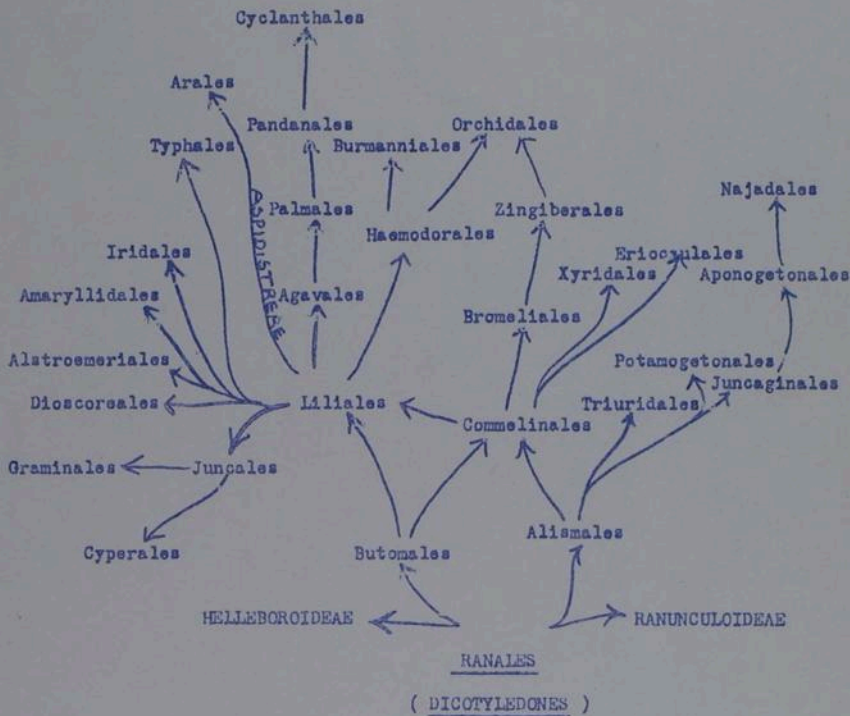 Cyclanthales
Arales
Pandanales Orchidales
Typhales Burmanniales
Najadales
Palmales Zingiberales
ASPIDISTREAE
Haemodorales
Iridales Eriocaulales
Xyridales Aponogetonales
Amaryllidales Agavales
Bromeliales
Alstroemeriales Potamogetonales
Juncaginales
Dioscoreales Liliales Triuridales
Commelinales
Graminales Juncales
Alismales
Cyperales Butomales
HELLEBOROIDEAE RANUNCULOIDEAE
RANALES
( DICOTYLEDONES )